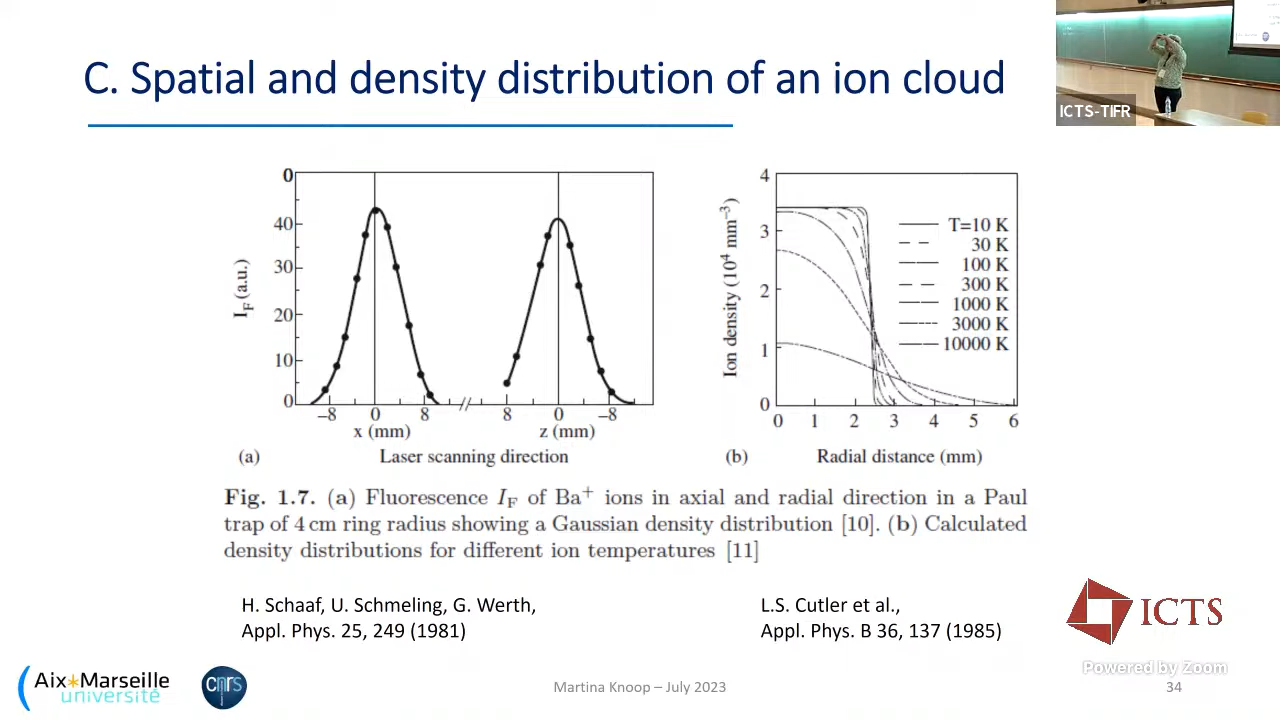 C. Spatial and density distribution of an ion cloud
ICTS-TIFR
0
40
30
20
10
0
I_F (a.u.)
–8 0 8 8 0 –8
x (mm) z (mm)
(a) Laser scanning direction
4
3
2
1
0
Ion density (10⁴ mm⁻³)
T=10 K
30 K
100 K
300 K
1000 K
3000 K
10000 K
0 1 2 3 4 5 6
(b) Radial distance (mm)
Fig. 1.7. (a) Fluorescence I_F of Ba⁺ ions in axial and radial direction in a Paul
trap of 4 cm ring radius showing a Gaussian density distribution [10]. (b) Calculated
density distributions for different ion temperatures [11]
H. Schaaf, U. Schmeling, G. Werth,
Appl. Phys. 25, 249 (1981)
L.S. Cutler et al.,
Appl. Phys. B 36, 137 (1985)
ICTS
Powered by Zoom
Aix*Marseille
université
cnrs
Martina Knoop – July 2023
34